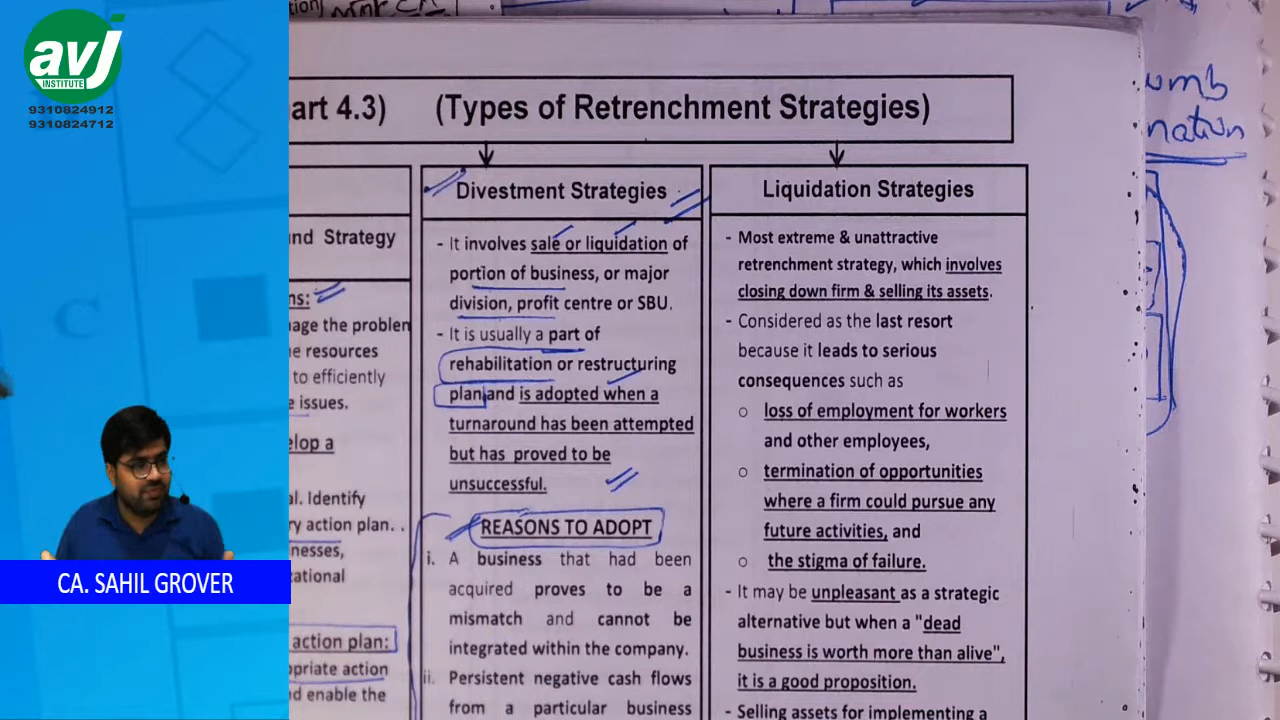 avj
INSTITUTE
9310824912
9310824712
CA. SAHIL GROVER
art 4.3) (Types of Retrenchment Strategies)
nd Strategy
ns:
age the problem
e resources
to efficiently
e issues.
elop a
al. Identify
ry action plan. .
nesses,
ational
action plan:
opriate action
d enable the
Divestment Strategies
- It involves sale or liquidation of
portion of business, or major
division, profit centre or SBU.
- It is usually a part of
rehabilitation or restructuring
plan and is adopted when a
turnaround has been attempted
but has proved to be
unsuccessful.
REASONS TO ADOPT
i. A business that had been
acquired proves to be a
mismatch and cannot be
integrated within the company.
ii. Persistent negative cash flows
from a particular business
Liquidation Strategies
- Most extreme & unattractive
retrenchment strategy, which involves
closing down firm & selling its assets.
- Considered as the last resort
because it leads to serious
consequences such as
o loss of employment for workers
and other employees,
o termination of opportunities
where a firm could pursue any
future activities, and
o the stigma of failure.
- It may be unpleasant as a strategic
alternative but when a "dead
business is worth more than alive",
it is a good proposition.
- Selling assets for implementing a
umb
nation